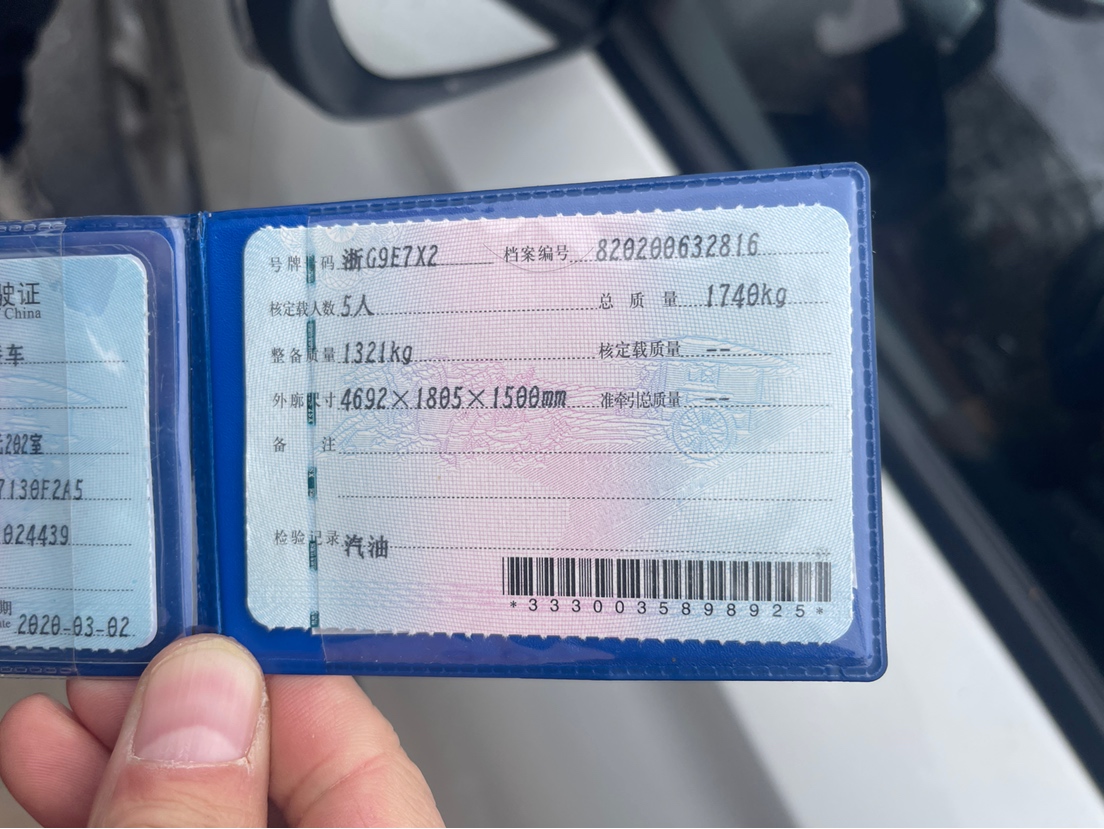 驶证
China
车
202室
7130F2A5
024439
期
ate 2020-03-02
号牌号码 浙G9E7X2 档案编号 820200632816
核定载人数 5人 总质量 1740kg
整备质量 1321kg 核定载质量 --
外廓尺寸 4692×1805×1500mm 准牵引总质量 --
备注
检验记录 汽油
*3330035898925*